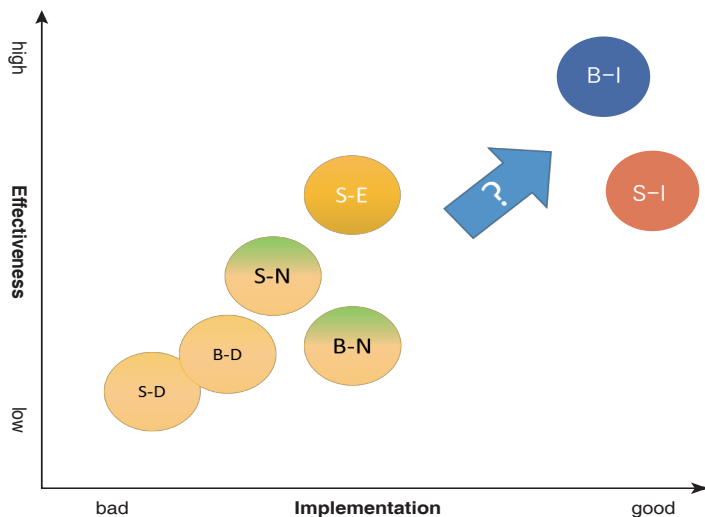 high
B–I
S-E
S–I
?
Effectiveness
S-N
B-N
B-D
S-D
low
bad
Implementation
good